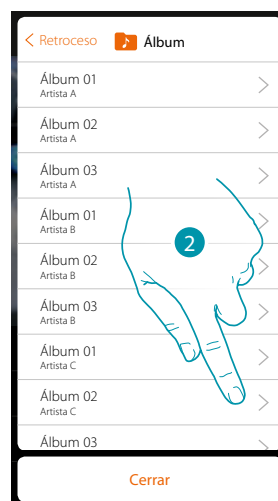 Retroceso Álbum
Álbum 01
Artista A
Álbum 02
Artista A
Álbum 03
Artista A
Álbum 01
Artista B
Álbum 02
Artista B
Álbum 03
Artista B
Álbum 01
Artista C
Álbum 02
Artista C
Álbum 03
2
Cerrar